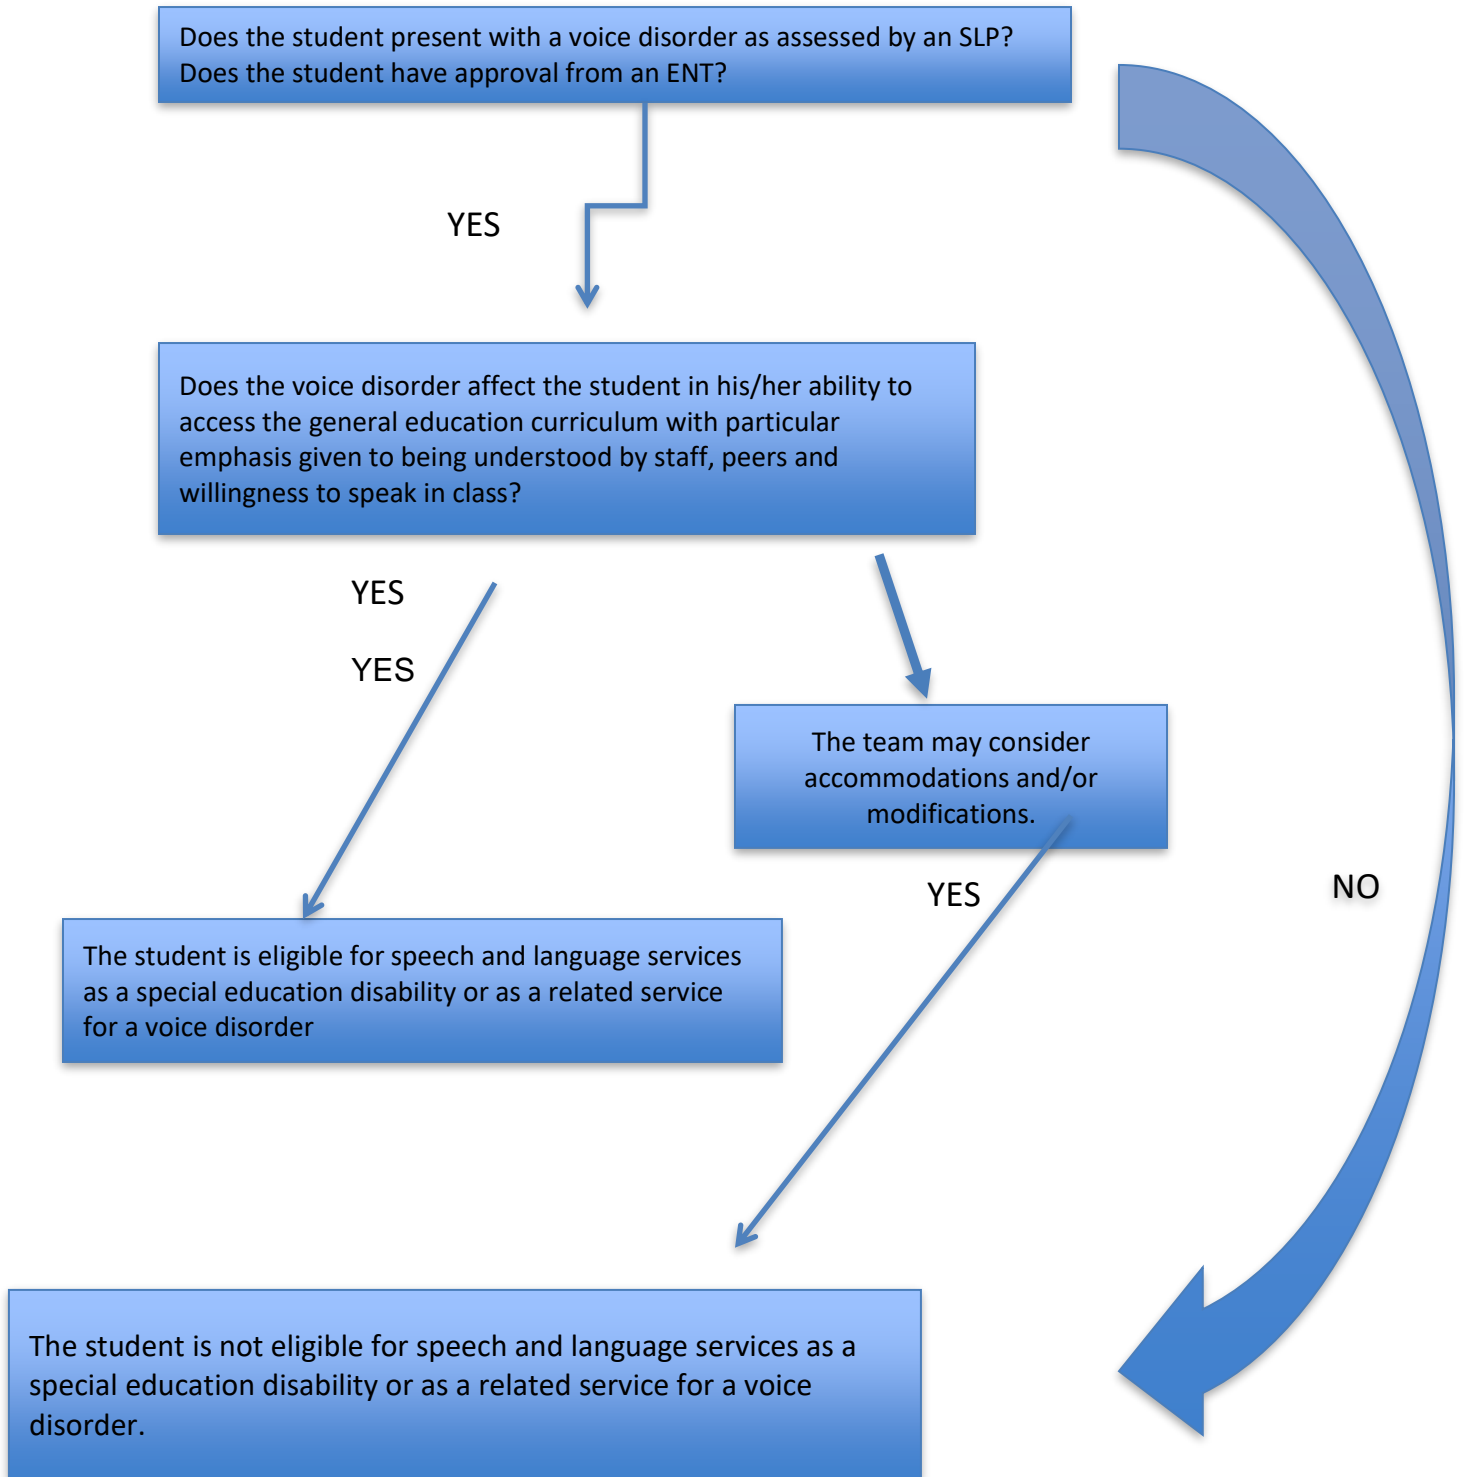 Does the student present with a voice disorder as assessed by an SLP?
Does the student have approval from an ENT?
YES
Does the voice disorder affect the student in his/her ability to
access the general education curriculum with particular
emphasis given to being understood by staff, peers and
willingness to speak in class?
YES
YES
The team may consider
accommodations and/or
modifications.
YES
NO
The student is eligible for speech and language services
as a special education disability or as a related service
for a voice disorder
The student is not eligible for speech and language services as a
special education disability or as a related service for a voice
disorder.